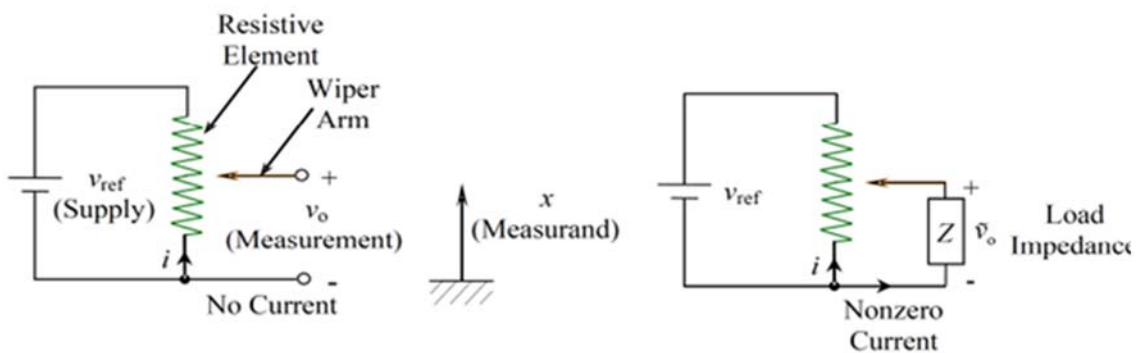 Resistive
Element
Wiper
Arm
v_ref
(Supply)
+
v_o
(Measurement)
i
-
No Current
x
(Measurand)
v_ref
+
Z
ṽ_o
Load
Impedance
i
-
Nonzero
Current